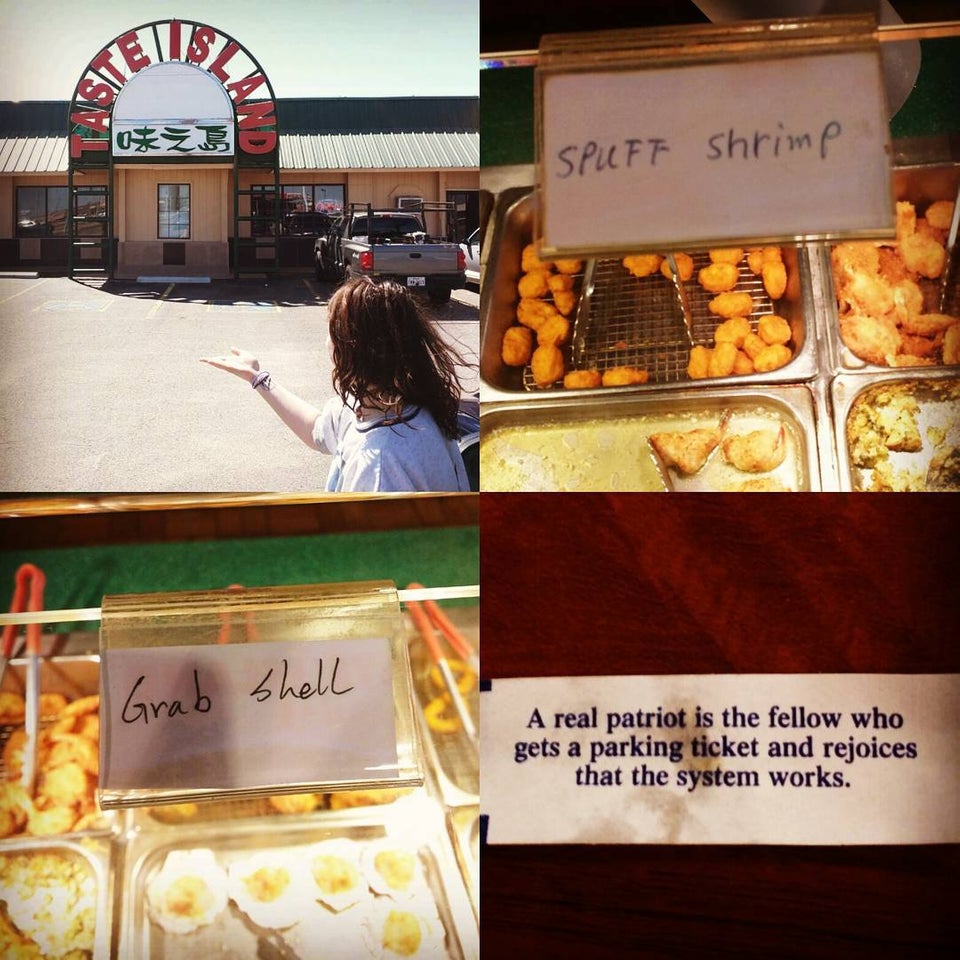 TASTE ISLAND
味之島
SPUFF shrimp
Grab shell
A real patriot is the fellow who
gets a parking ticket and rejoices
that the system works.